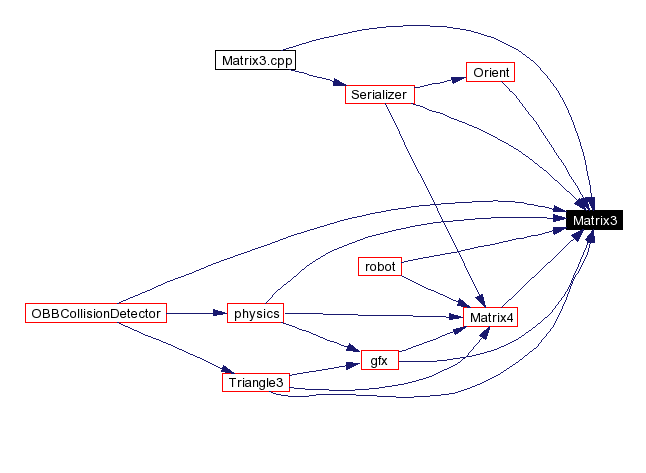 Matrix3.cpp
Orient
Serializer
Matrix3
robot
OBBCollisionDetector
physics
Matrix4
gfx
Triangle3